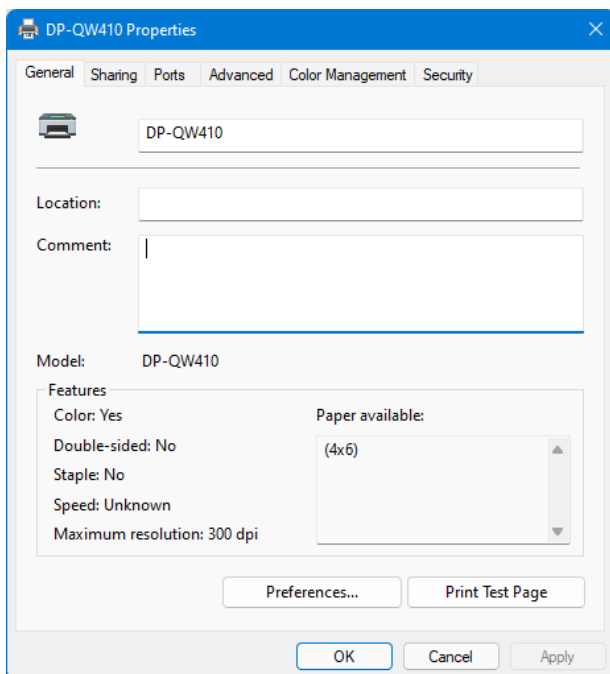 DP-QW410 Properties
General Sharing Ports Advanced Color Management Security
DP-QW410
Location:
Comment:
Model: DP-QW410
Features
Color: Yes
Paper available:
Double-sided: No
(4x6)
Staple: No
Speed: Unknown
Maximum resolution: 300 dpi
Preferences... Print Test Page
OK Cancel Apply